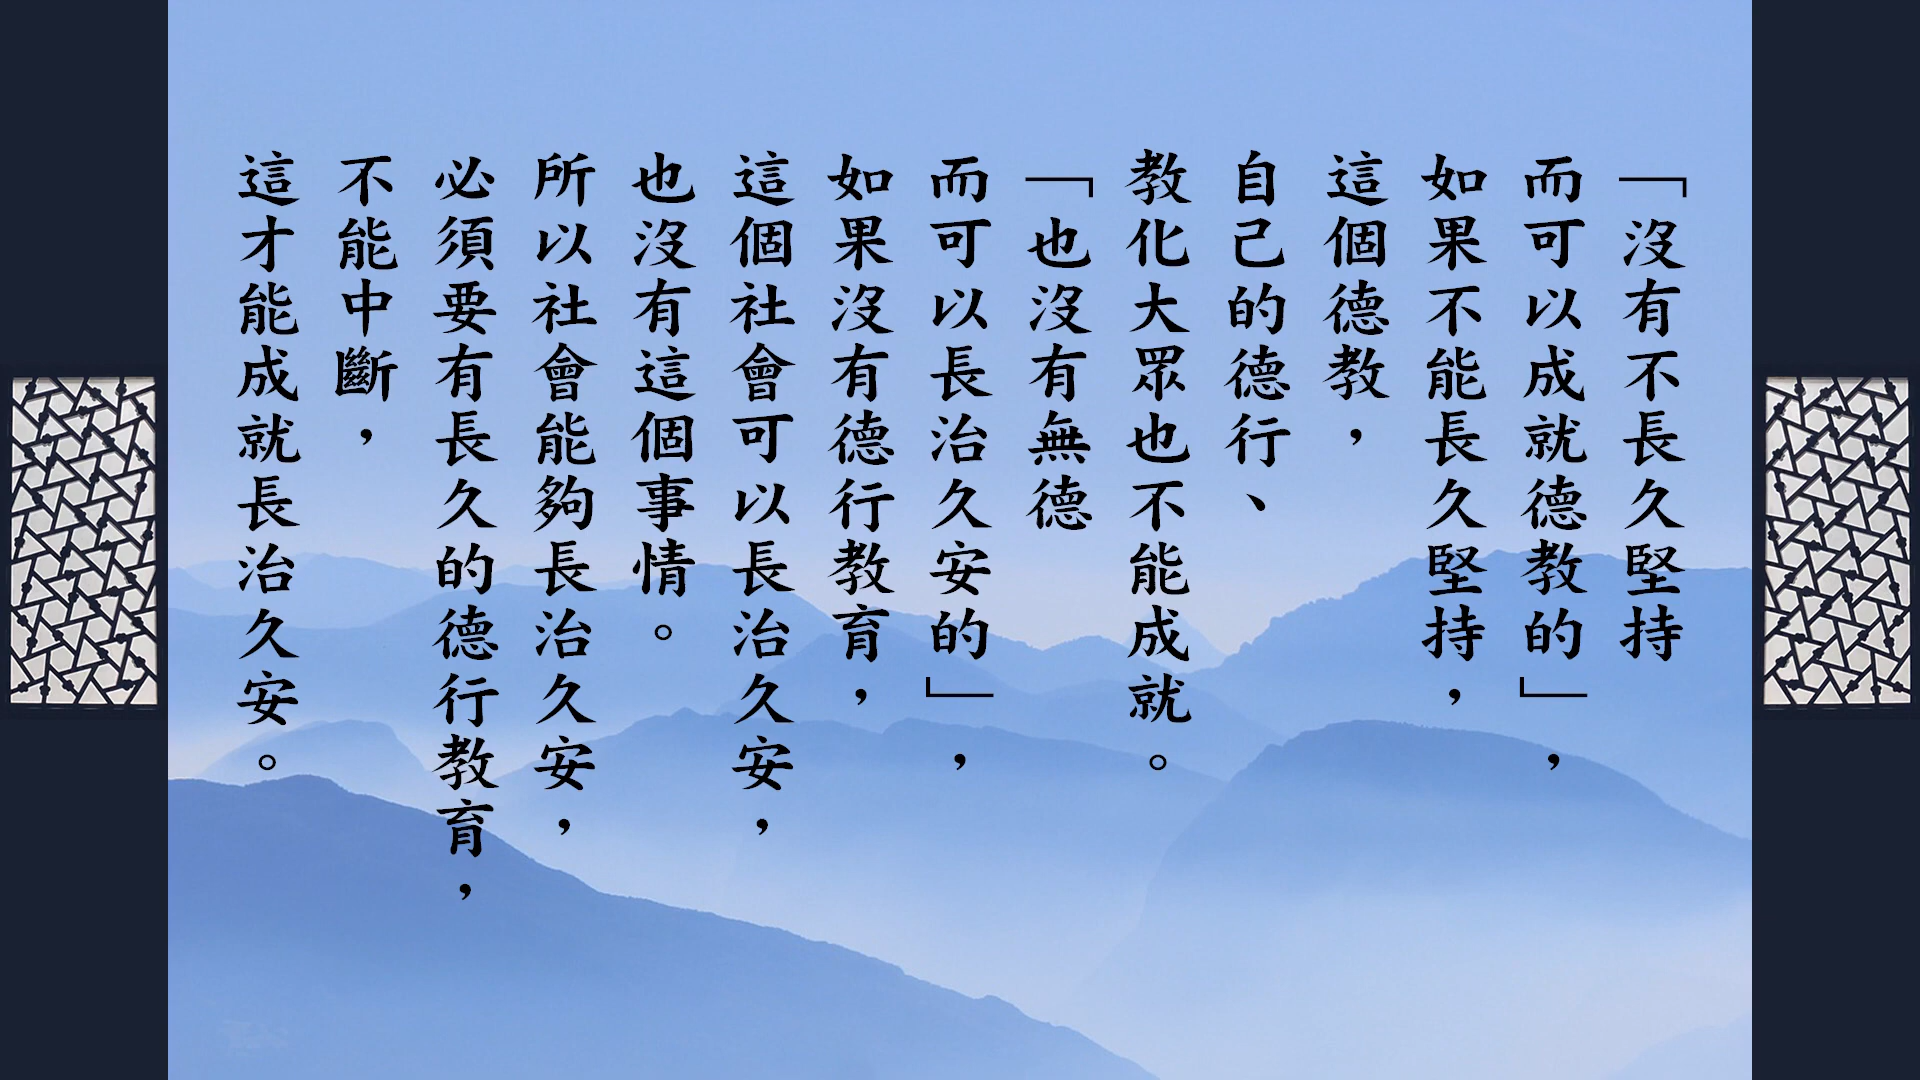 「沒有不長久堅持
而可以成就德教的」，
如果不能長久堅持，
這個德教，
自己的德行、
教化大眾也不能成就。
「也沒有無德
而可以長治久安的」，
如果沒有德行教育，
這個社會可以長治久安，
也沒有這個事情。
所以社會能夠長治久安，
必須要有長久的德行教育，
不能中斷，
這才能成就長治久安。